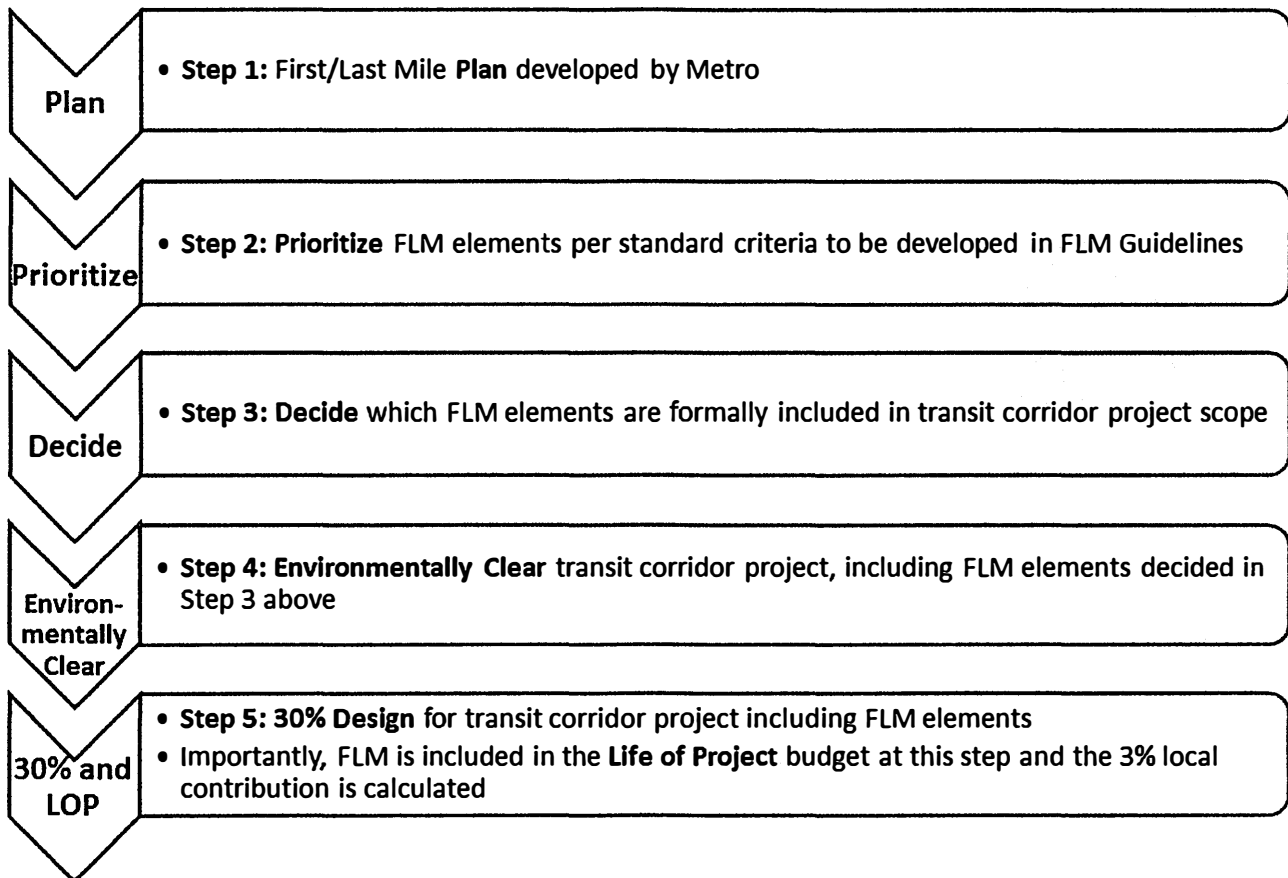 Plan
• Step 1: First/Last Mile Plan developed by Metro
Prioritize
• Step 2: Prioritize FLM elements per standard criteria to be developed in FLM Guidelines
Decide
• Step 3: Decide which FLM elements are formally included in transit corridor project scope
Environ-
mentally
Clear
• Step 4: Environmentally Clear transit corridor project, including FLM elements decided in
Step 3 above
30% and
LOP
• Step 5: 30% Design for transit corridor project including FLM elements
• Importantly, FLM is included in the Life of Project budget at this step and the 3% local
contribution is calculated